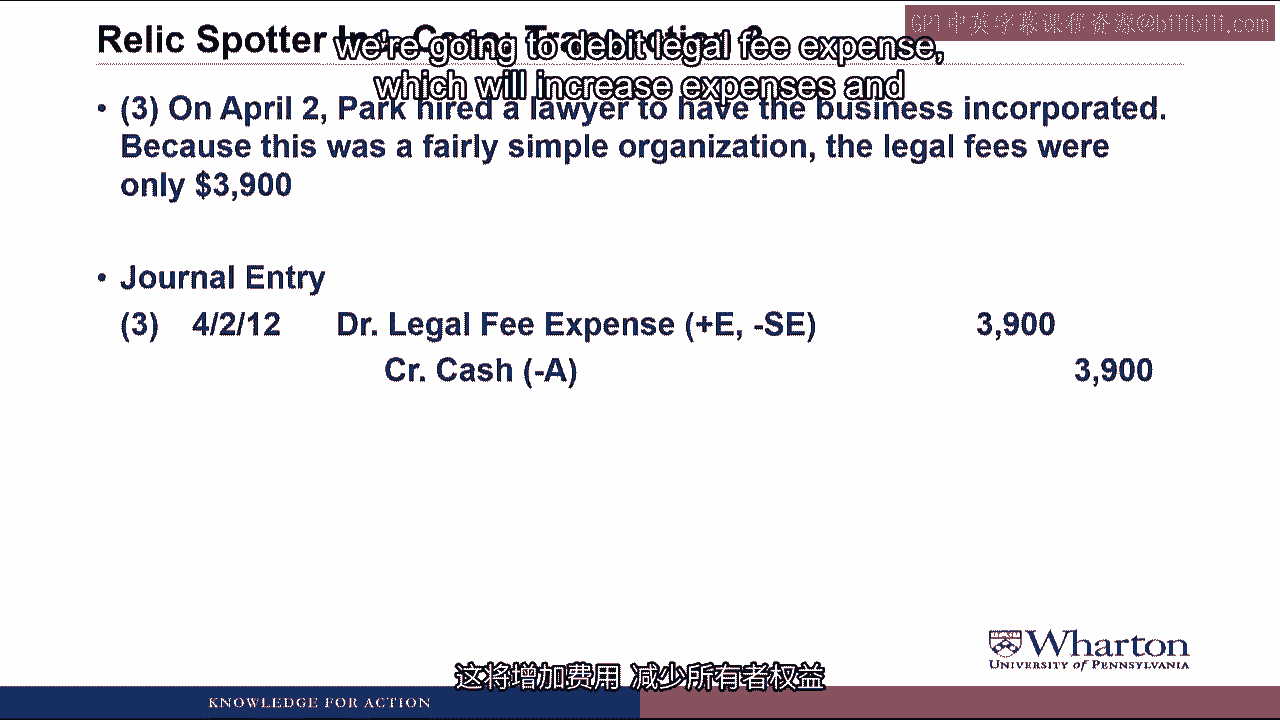 GPT中英字幕课程资源@bilibili.com
Relic Spotter Inc. Case: Transaction 3
we're going to debit legal fee expense,
which will increase expenses and
• (3) On April 2, Park hired a lawyer to have the business incorporated.
Because this was a fairly simple organization, the legal fees were
only $3,900
• Journal Entry
(3) 4/2/12 Dr. Legal Fee Expense (+E, -SE) 3,900
Cr. Cash (-A) 3,900
Wharton
UNIVERSITY of PENNSYLVANIA
这将增加费用 减少所有者权益
KNOWLEDGE FOR ACTION